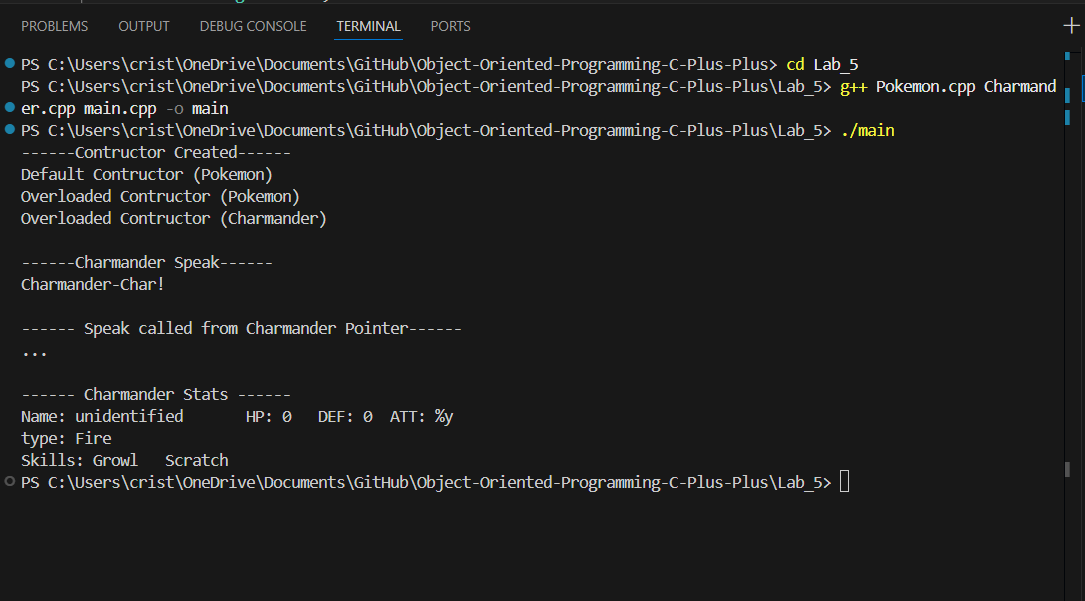 PROBLEMS OUTPUT DEBUG CONSOLE TERMINAL PORTS
PS C:\Users\crist\OneDrive\Documents\GitHub\Object-Oriented-Programming-C-Plus-Plus> cd Lab_5
PS C:\Users\crist\OneDrive\Documents\GitHub\Object-Oriented-Programming-C-Plus-Plus\Lab_5> g++ Pokemon.cpp Charmand
er.cpp main.cpp -o main
PS C:\Users\crist\OneDrive\Documents\GitHub\Object-Oriented-Programming-C-Plus-Plus\Lab_5> ./main
------Contructor Created------
Default Contructor (Pokemon)
Overloaded Contructor (Pokemon)
Overloaded Contructor (Charmander)
------Charmander Speak------
Charmander-Char!
------ Speak called from Charmander Pointer------
...
------ Charmander Stats ------
Name: unidentified HP: 0 DEF: 0 ATT: %y
type: Fire
Skills: Growl Scratch
PS C:\Users\crist\OneDrive\Documents\GitHub\Object-Oriented-Programming-C-Plus-Plus\Lab_5>